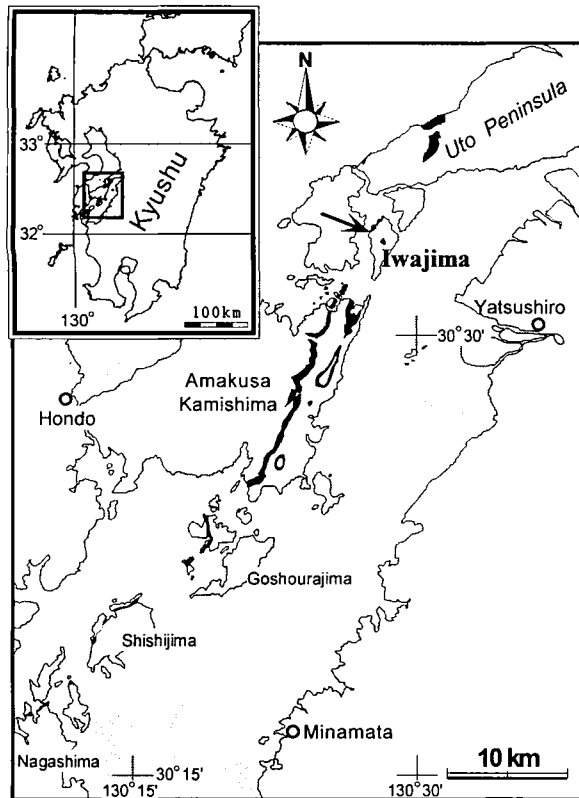 33°
32°
130°
Kyushu
100km
N
Uto Peninsula
Iwajima
Yatsushiro
30°30'
Amakusa
Kamishima
Hondo
Goshourajima
Shishijima
Nagashima
Minamata
30°15'
130°15'
130°30'
10 km